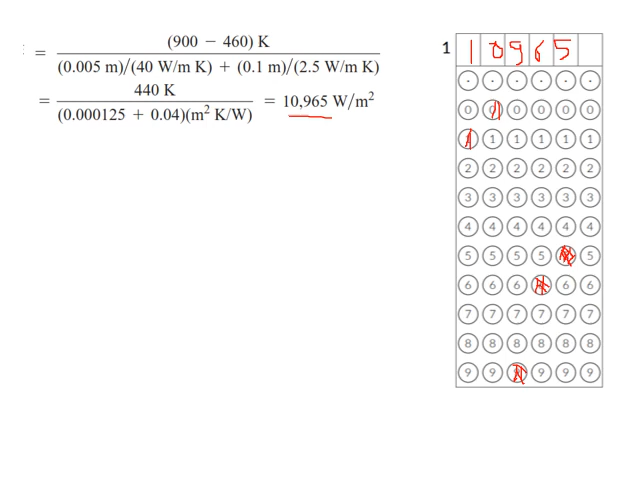 = (900 − 460) K / (0.005 m)/(40 W/m K) + (0.1 m)/(2.5 W/m K)
= 440 K / (0.000125 + 0.04)(m² K/W) = 10,965 W/m²
1 1 0 9 6 5
· · · · · ·
0 0 0 0 0 0
1 1 1 1 1 1
2 2 2 2 2 2
3 3 3 3 3 3
4 4 4 4 4 4
5 5 5 5 5
6 6 6 6 6
7 7 7 7 7 7
8 8 8 8 8 8
9 9 9 9 9